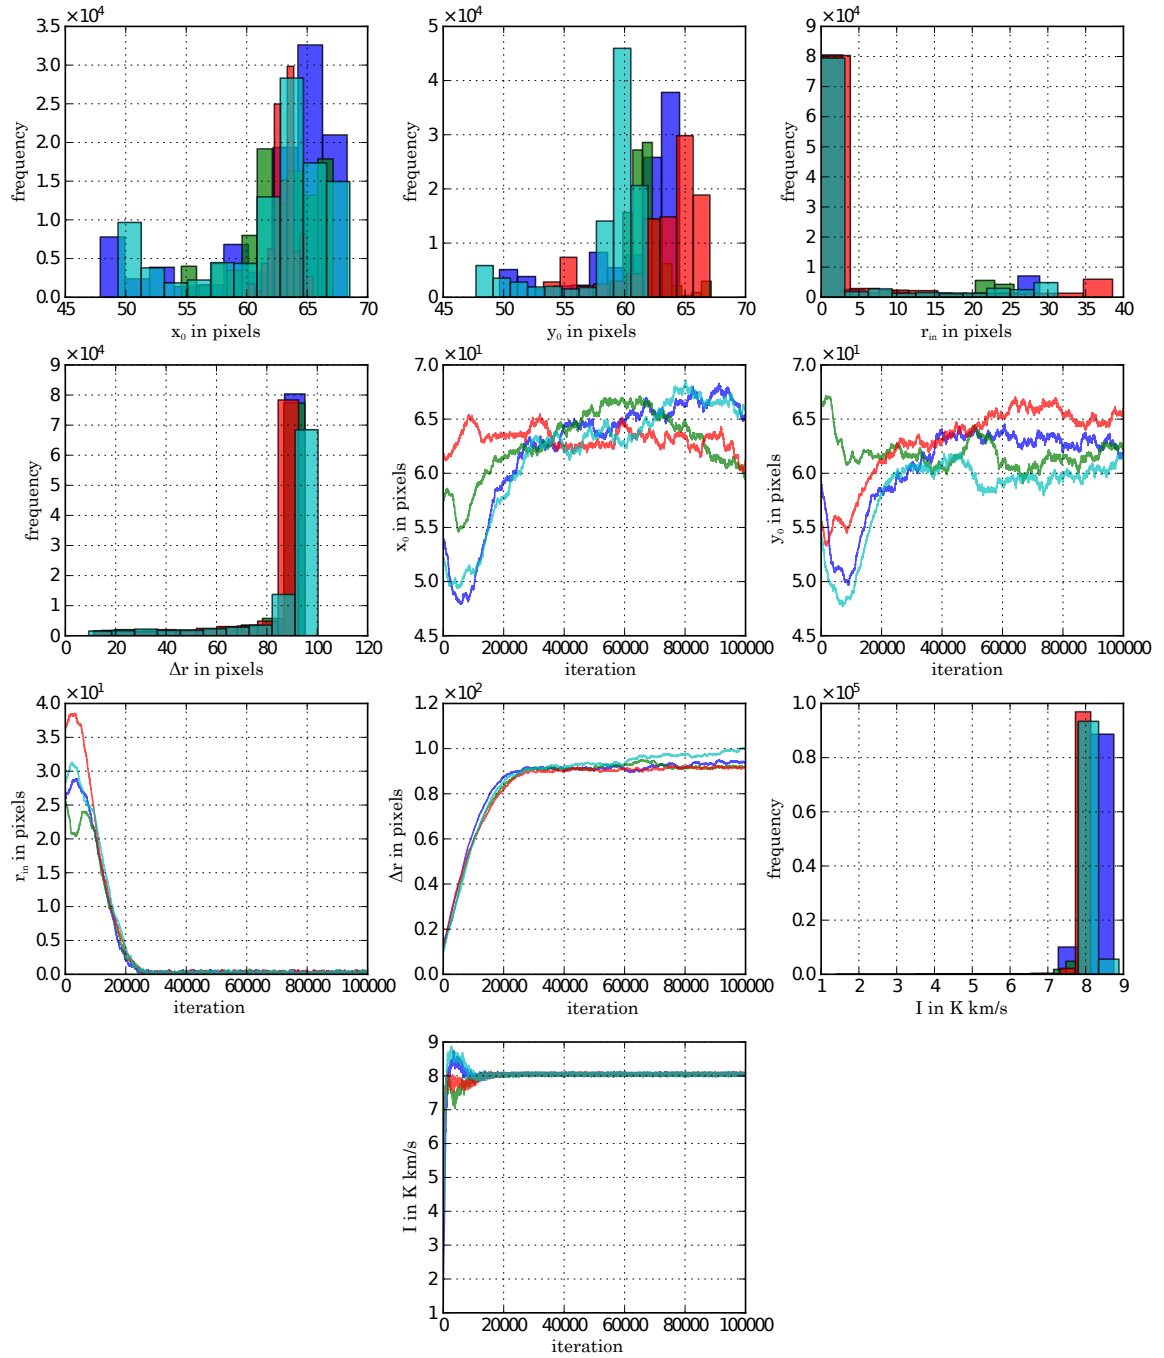 ×10⁴ ×10⁴ ×10⁴
3.5 3.0 2.5 2.0 1.5 1.0 0.5 0.0
frequency
45 50 55 60 65 70
x₀ in pixels
5 4 3 2 1 0
frequency
45 50 55 60 65 70
y₀ in pixels
9 8 7 6 5 4 3 2 1 0
frequency
0 5 10 15 20 25 30 35 40
r_in in pixels
×10⁴ ×10¹ ×10¹
9 8 7 6 5 4 3 2 1 0
frequency
0 20 40 60 80 100 120
Δr in pixels
7.0 6.5 6.0 5.5 5.0 4.5
x₀ in pixels
0 20000 40000 60000 80000 100000
iteration
7.0 6.5 6.0 5.5 5.0 4.5
y₀ in pixels
0 20000 40000 60000 80000 100000
iteration
×10¹ ×10² ×10⁵
4.0 3.5 3.0 2.5 2.0 1.5 1.0 0.5 0.0
r_in in pixels
0 20000 40000 60000 80000 100000
iteration
1.2 1.0 0.8 0.6 0.4 0.2 0.0
Δr in pixels
0 20000 40000 60000 80000 100000
iteration
1.0 0.8 0.6 0.4 0.2 0.0
frequency
1 2 3 4 5 6 7 8 9
I in K km/s
9 8 7 6 5 4 3 2 1
I in K km/s
0 20000 40000 60000 80000 100000
iteration